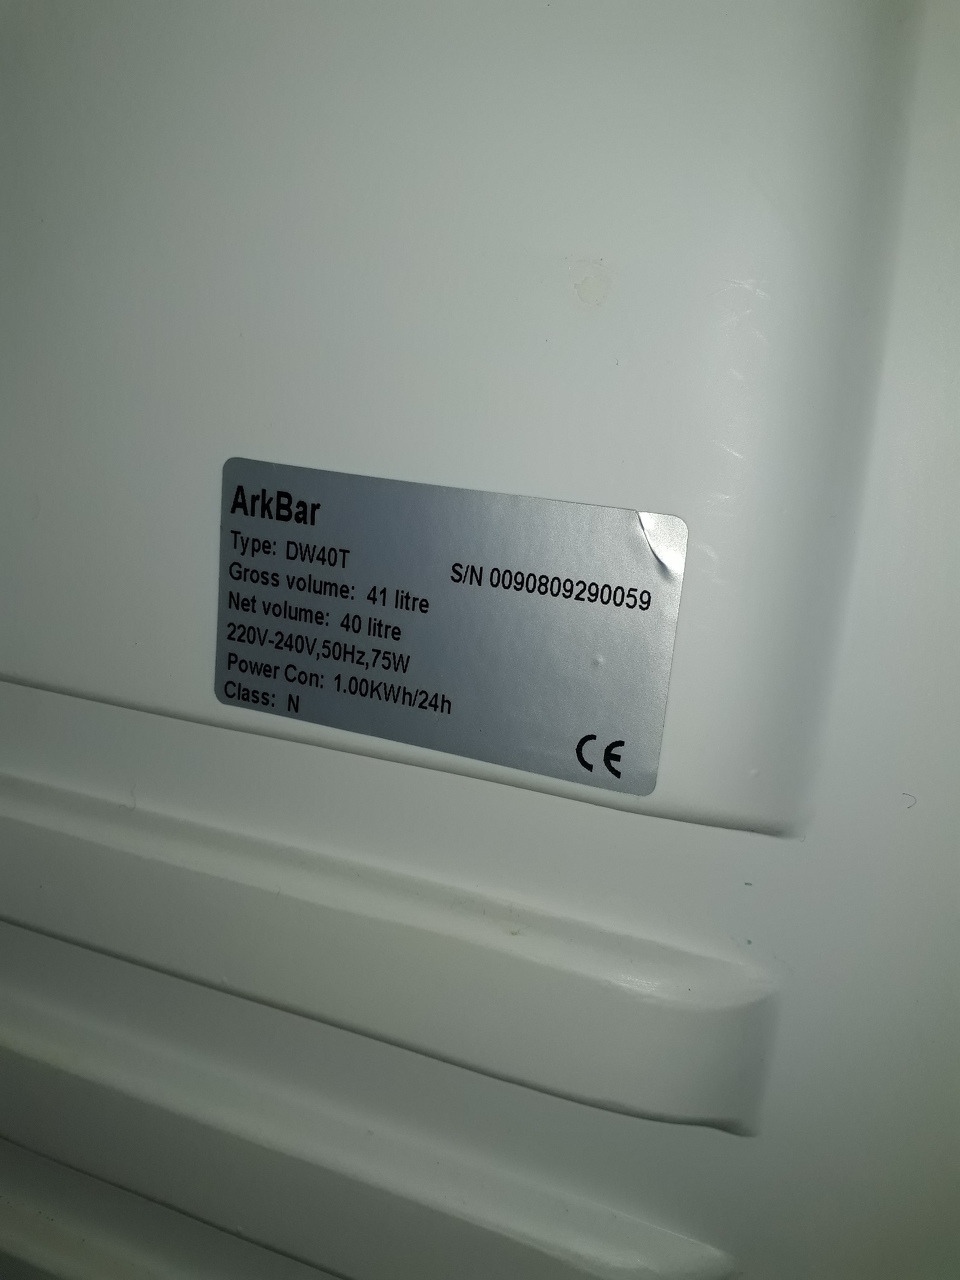 ArkBar
Type: DW40T
S/N 0090809290059
Gross volume: 41 litre
Net volume: 40 litre
220V-240V,50Hz,75W
Power Con: 1.00KWh/24h
Class: N
CE